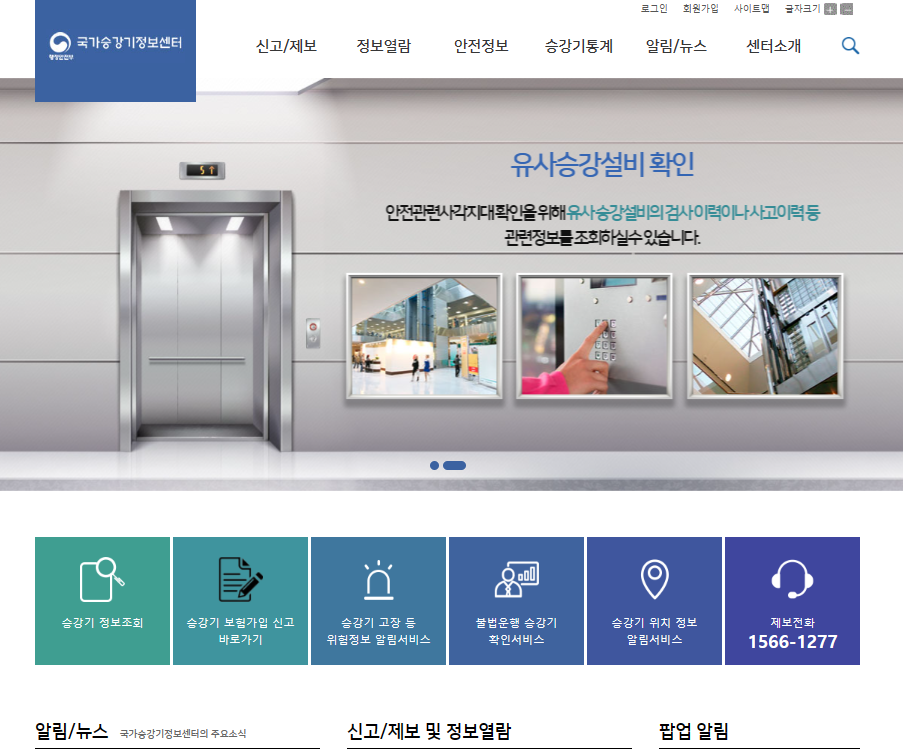 로그인 회원가입 사이트맵 글자크기 + -
국가승강기정보센터
행정안전부
신고/제보 정보열람 안전정보 승강기통계 알림/뉴스 센터소개
5↑
유사승강설비 확인
안전관련사각지대 확인을 위해 유사 승강설비의 검사 이력이나 사고이력 등
관련정보를 조회하실수 있습니다.
승강기 정보조회
승강기 보험가입 신고
바로가기
승강기 고장 등
위험정보 알림서비스
불법운행 승강기
확인서비스
승강기 위치 정보
알림서비스
제보전화
1566-1277
알림/뉴스 국가승강기정보센터의 주요소식
신고/제보 및 정보열람
팝업 알림